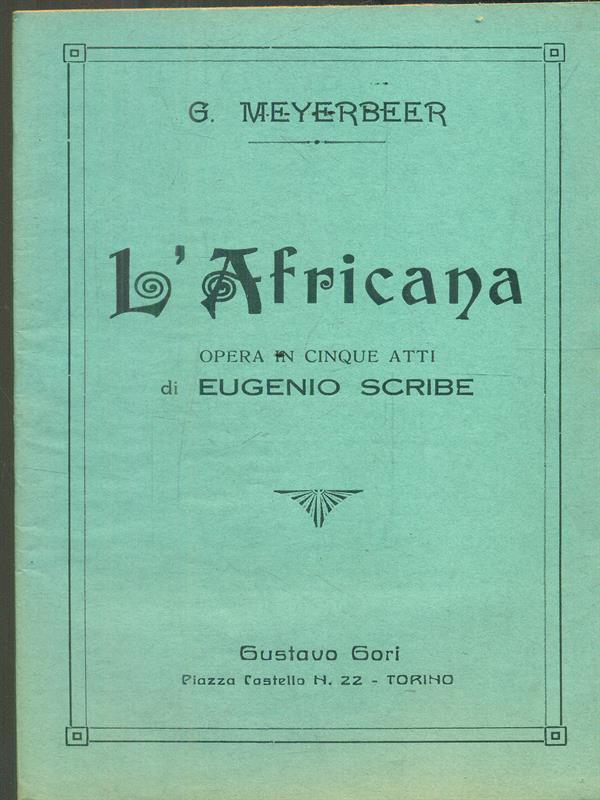 G. MEYERBEER
L'Africana
OPERA IN CINQUE ATTI
di EUGENIO SCRIBE
Gustavo Gori
Piazza Castello N. 22 - TORINO